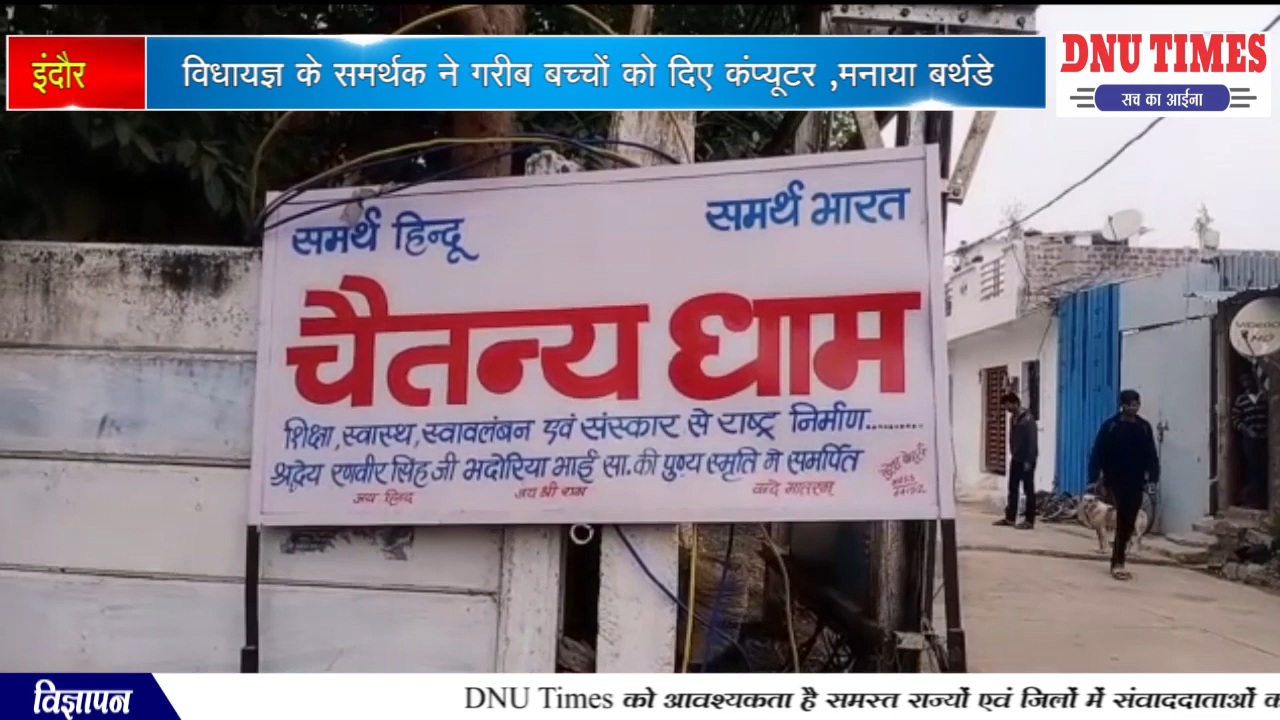 इंदौर
विधायज्ञ के समर्थक ने गरीब बच्चों को दिए कंप्यूटर ,मनाया बर्थडे
DNU TIMES
सच का आईना
समर्थ हिन्दू
समर्थ भारत
चैतन्य धाम
शिक्षा, स्वास्थ, स्वावलंबन एवं संस्कार से राष्ट्र निर्माण.........
श्रद्धेय रणवीर सिंह जी भदोरिया भाई सा. की पुण्य स्मृति मे समर्पित
जय हिन्द
जय श्री राम
वन्दे मातरम्
HD
विज्ञापन
DNU Times को आवश्यकता है समस्त राज्यों एवं जिलों में संवाददाताओं